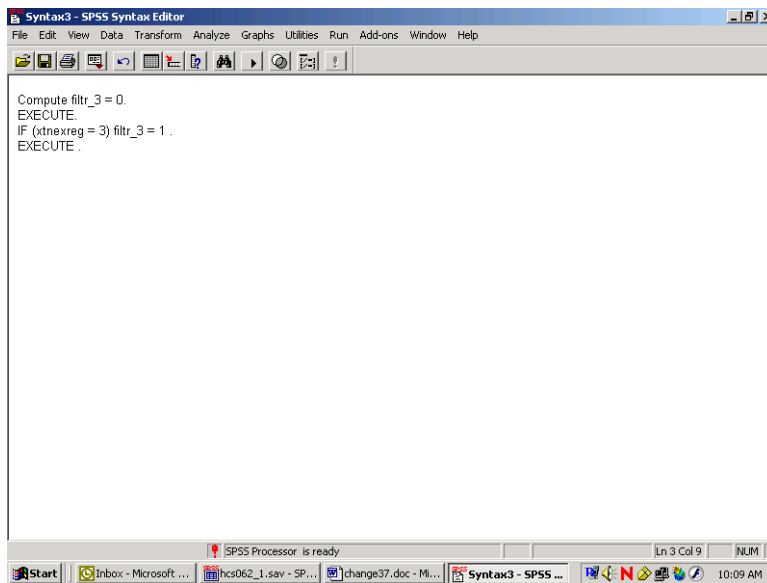 Syntax3 - SPSS Syntax Editor
File Edit View Data Transform Analyze Graphs Utilities Run Add-ons Window Help
Compute filtr_3 = 0.
EXECUTE.
IF (xtnexreg = 3) filtr_3 = 1 .
EXECUTE .
SPSS Processor is ready Ln 3 Col 9 NUM
Start Inbox - Microsoft ... hcs062_1.sav - SP... change37.doc - Mi... Syntax3 - SPSS ... N 10:09 AM